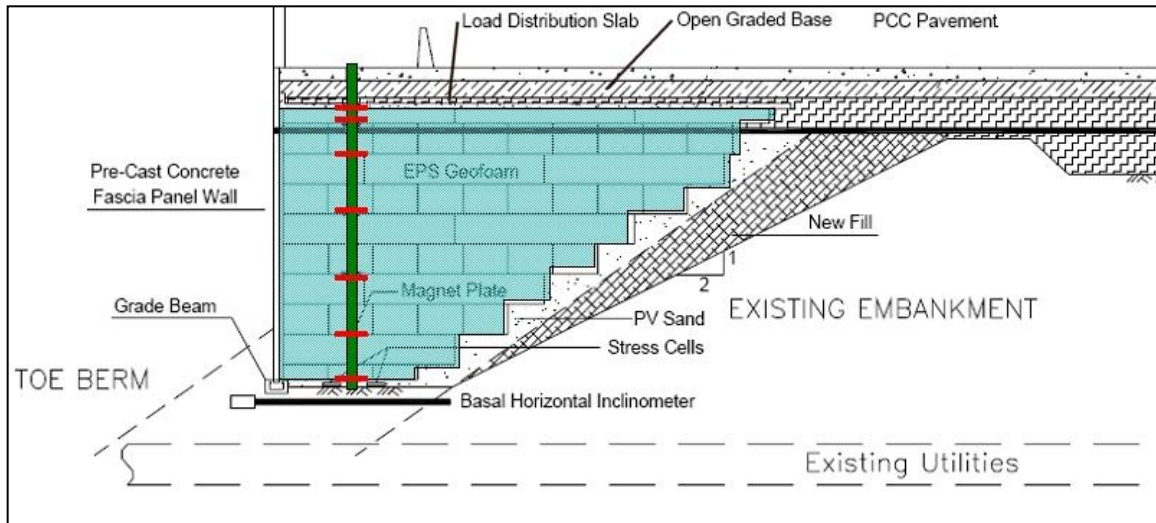 Load Distribution Slab
Open Graded Base
PCC Pavement
Pre-Cast Concrete
Fascia Panel Wall
EPS Geofoam
New Fill
1
2
Magnet Plate
Grade Beam
PV Sand
EXISTING EMBANKMENT
Stress Cells
TOE BERM
Basal Horizontal Inclinometer
Existing Utilities